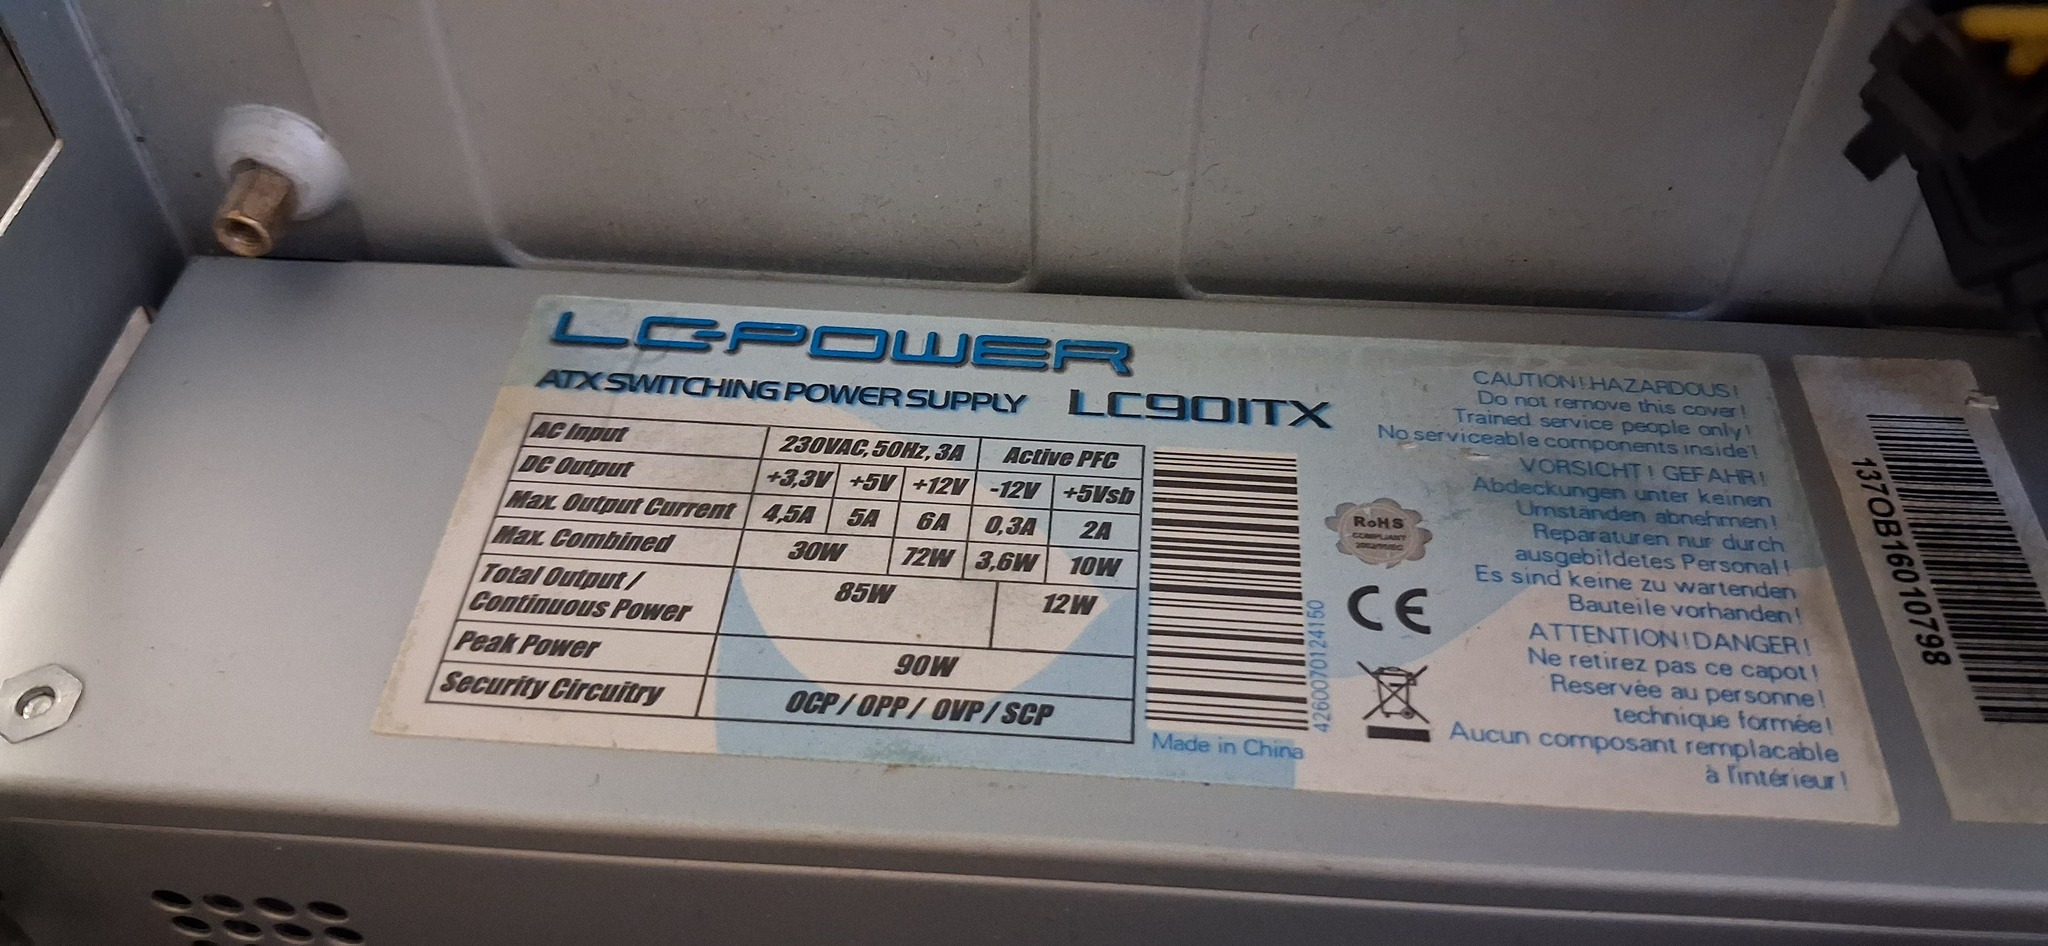 LC-POWER
ATX SWITCHING POWER SUPPLY LC90ITX
AC Input 230VAC, 50Hz, 3A Active PFC
DC Output +3,3V +5V +12V -12V +5Vsb
Max. Output Current 4,5A 5A 6A 0,3A 2A
Max. Combined 30W 72W 3,6W 10W
Total Output /
Continuous Power 85W 12W
Peak Power 90W
Security Circuitry OCP / OPP / OVP / SCP
4260070124150
Made in China
RoHS
COMPLIANT
CE
CAUTION! HAZARDOUS!
Do not remove this cover!
Trained service people only!
No serviceable components inside!
VORSICHT! GEFAHR!
Abdeckungen unter keinen
Umständen abnehmen!
Reparaturen nur durch
ausgebildetes Personal!
Es sind keine zu wartenden
Bauteile vorhanden!
ATTENTION! DANGER!
Ne retirez pas ce capot!
Reservée au personne!
technique formée!
Aucun composant remplacable
à l'intérieur!
137OB16010798